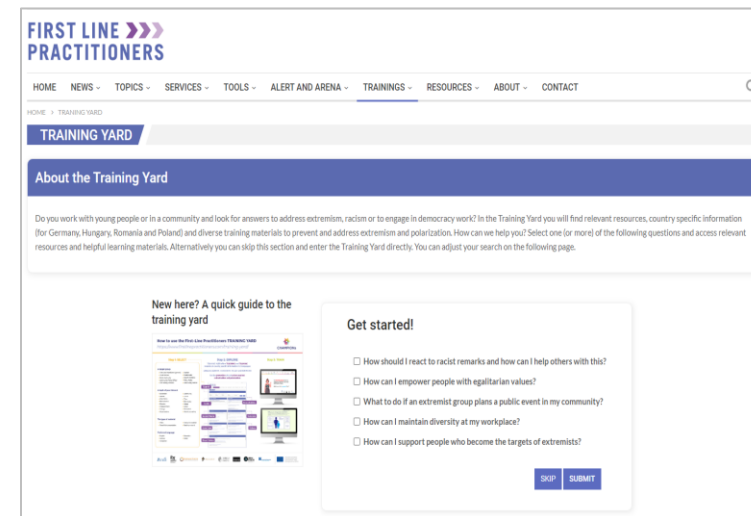 FIRST LINE
PRACTITIONERS
HOME NEWS TOPICS SERVICES TOOLS ALERT AND ARENA TRAININGS RESOURCES ABOUT CONTACT
HOME > TRAINING YARD
TRAINING YARD
About the Training Yard
Do you work with young people or in a community and look for answers to address extremism, racism or to engage in democracy work? In the Training Yard you will find relevant resources, country specific information
(for Germany, Hungary, Romania and Poland) and diverse training materials to prevent and address extremism and polarization. How can we help you? Select one (or more) of the following questions and access relevant
resources and helpful learning materials. Alternatively you can skip this section and enter the Training Yard directly. You can adjust your search on the following page.
New here? A quick guide to the
training yard
How to use the First-Line Practitioners TRAINING YARD
Get started!
How should I react to racist remarks and how can I help others with this?
How can I empower people with egalitarian values?
What to do if an extremist group plans a public event in my community?
How can I maintain diversity at my workplace?
How can I support people who become the targets of extremists?
SKIP SUBMIT